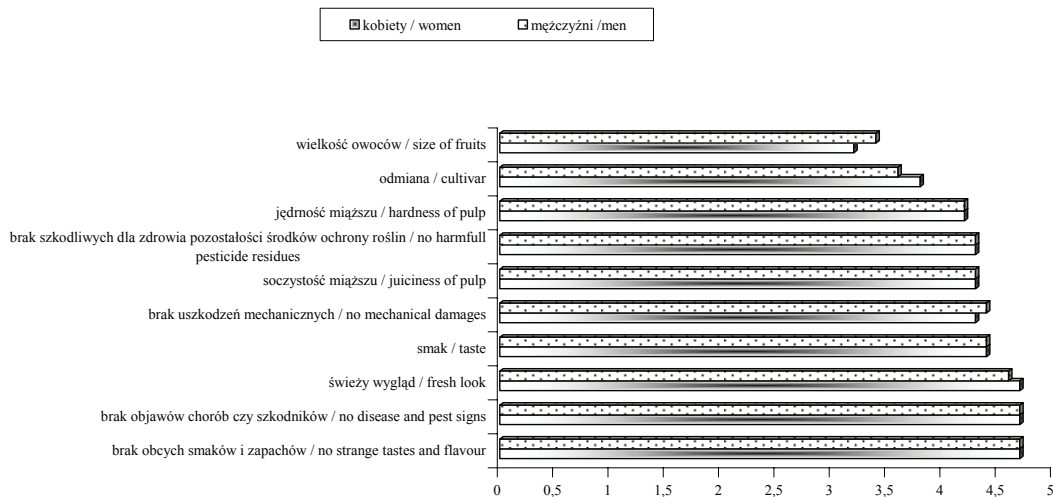 kobiety / women mężczyźni /men
wielkość owoców / size of fruits
odmiana / cultivar
jędrność miąższu / hardness of pulp
brak szkodliwych dla zdrowia pozostałości środków ochrony roślin / no harmfull
pesticide residues
soczystość miąższu / juiciness of pulp
brak uszkodzeń mechanicznych / no mechanical damages
smak / taste
świeży wygląd / fresh look
brak objawów chorób czy szkodników / no disease and pest signs
brak obcych smaków i zapachów / no strange tastes and flavour
0 0,5 1 1,5 2 2,5 3 3,5 4 4,5 5